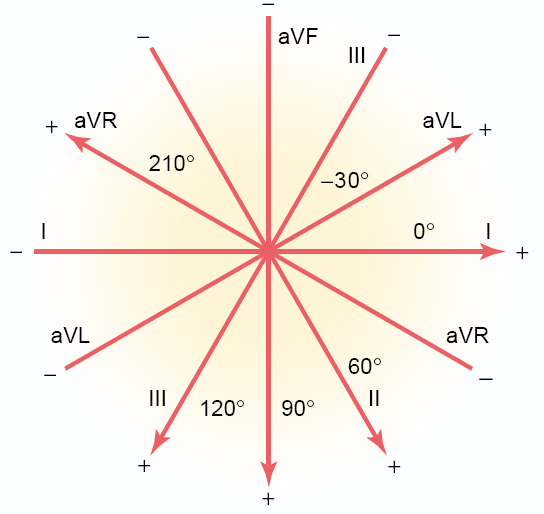 −
− aVF −
III
+ aVR aVL +
210°
−30°
I 0° I
− +
aVL aVR
− −
60°
III 120° 90° II
+ +
+